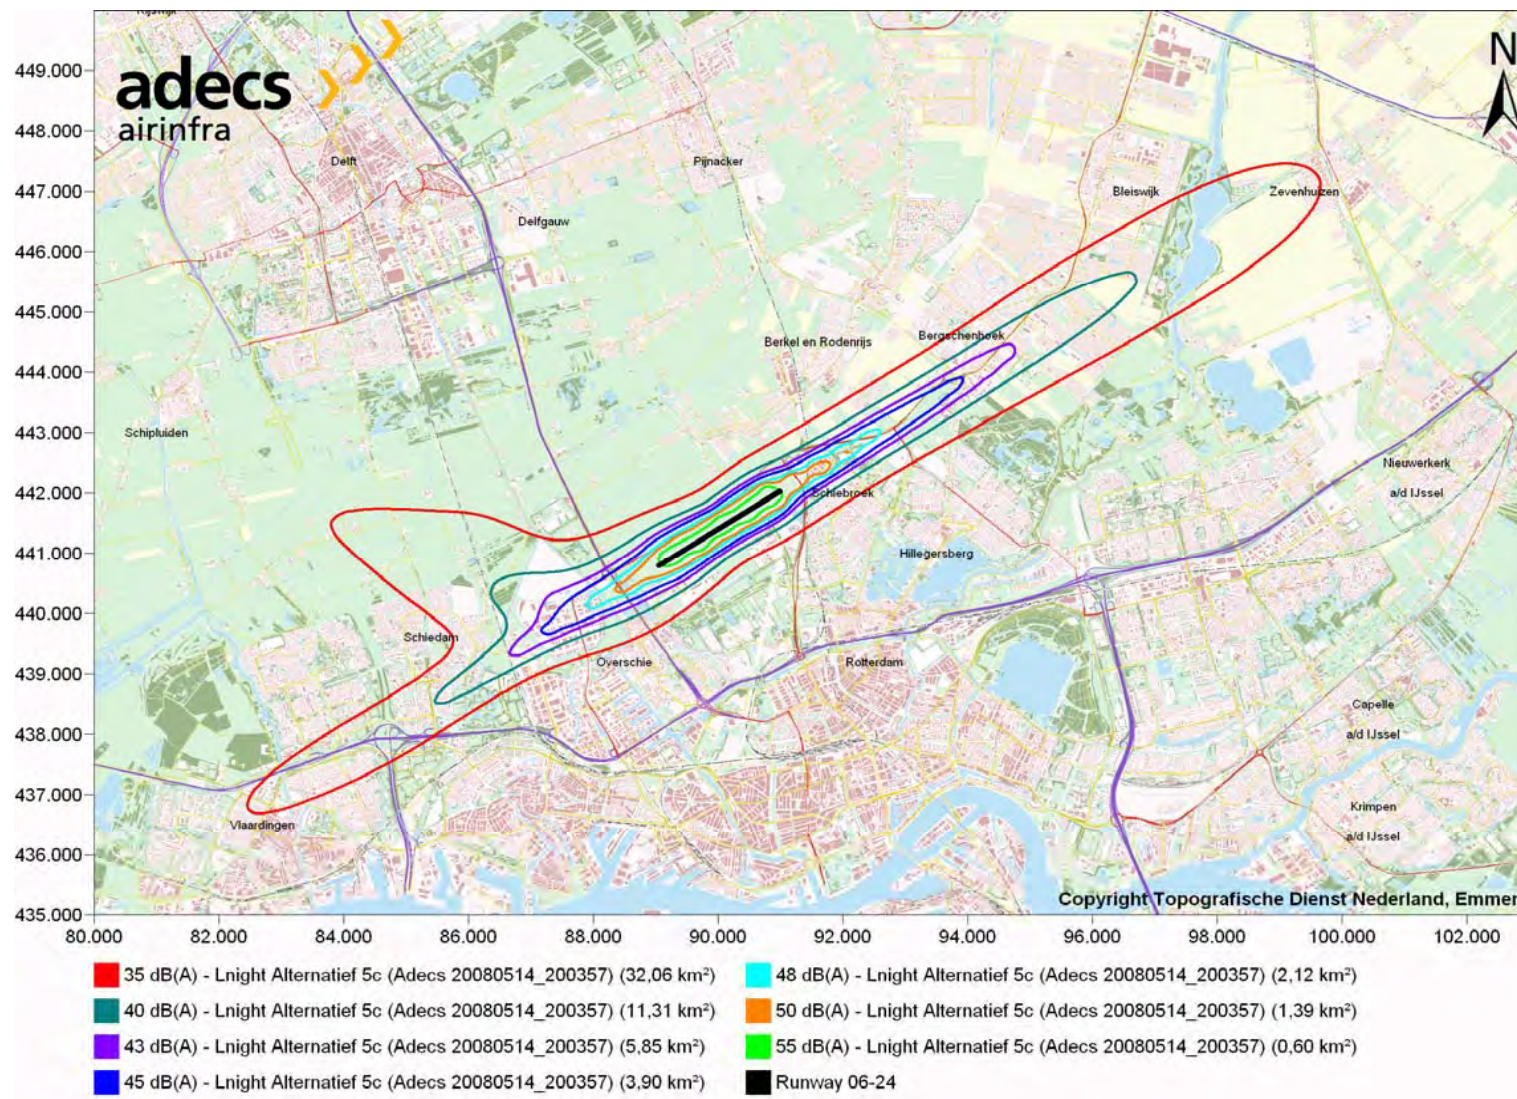 Rijswijk
N
449.000
adecs
airinfra
448.000
Delft
Pijnacker
447.000
Bleiswijk
Zevenhuizen
Delfgauw
446.000
445.000
Berkel en Rodenrijs
Bergschenhoek
444.000
Schipluiden
443.000
Nieuwerkerk
a/d IJssel
442.000
Schiebroek
441.000
Hillegersberg
440.000
Schiedam
Overschie
Rotterdam
439.000
Capelle
a/d IJssel
438.000
437.000
Krimpen
a/d IJssel
Vlaardingen
436.000
Copyright Topografische Dienst Nederland, Emmen
435.000
80.000 82.000 84.000 86.000 88.000 90.000 92.000 94.000 96.000 98.000 100.000 102.000
35 dB(A) - Lnight Alternatief 5c (Adecs 20080514_200357) (32,06 km²)
40 dB(A) - Lnight Alternatief 5c (Adecs 20080514_200357) (11,31 km²)
43 dB(A) - Lnight Alternatief 5c (Adecs 20080514_200357) (5,85 km²)
45 dB(A) - Lnight Alternatief 5c (Adecs 20080514_200357) (3,90 km²)
48 dB(A) - Lnight Alternatief 5c (Adecs 20080514_200357) (2,12 km²)
50 dB(A) - Lnight Alternatief 5c (Adecs 20080514_200357) (1,39 km²)
55 dB(A) - Lnight Alternatief 5c (Adecs 20080514_200357) (0,60 km²)
Runway 06-24